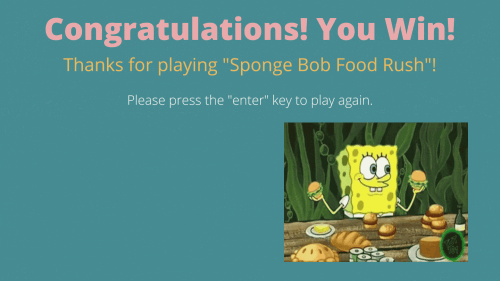 Congratulations! You Win!
Thanks for playing "Sponge Bob Food Rush"!
Please press the "enter" key to play again.